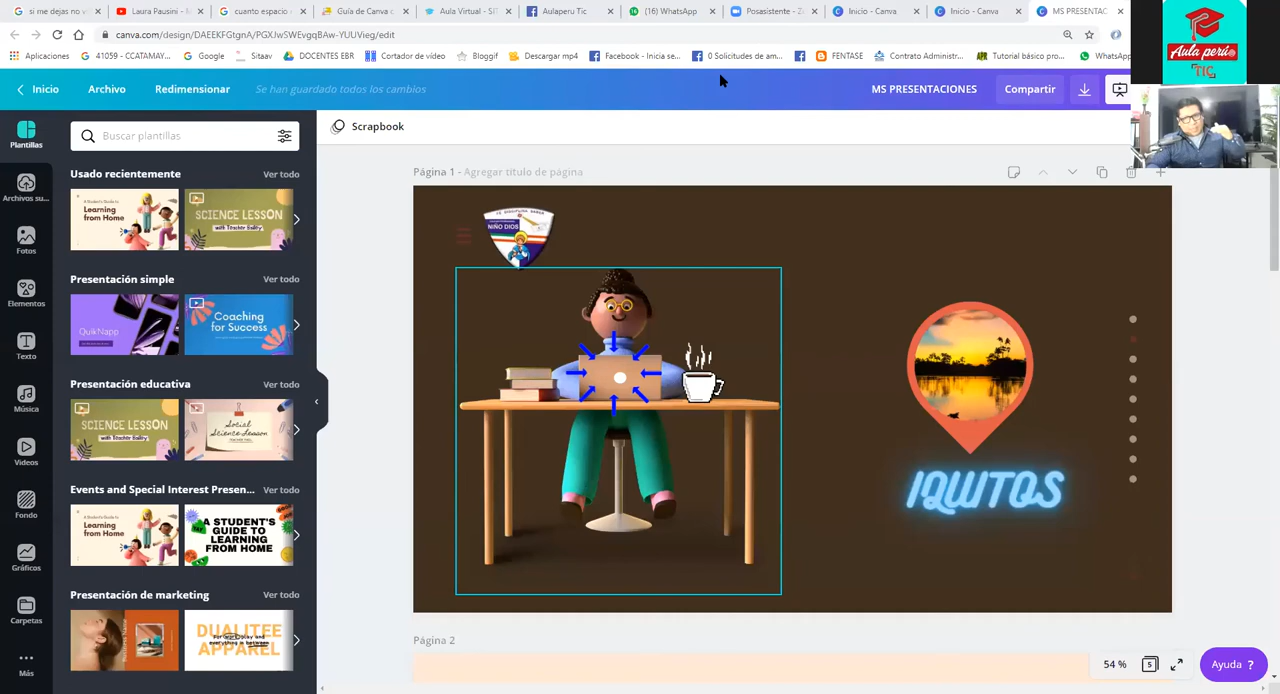 si me dejas no v
Laura Pausini - M
cuanto espacio
Guía de Canva c
Aula Virtual - SIT
Aulaperu Tic
(16) WhatsApp
Posasistente - Z
Inicio - Canva
Inicio - Canva
MS PRESENTAC
canva.com/design/DAEEKFGtgnA/PGXJwSWEvgqBAw-YUUVieg/edit
Aplicaciones
41059 - CCATAMAY...
Google
Sitaav
DOCENTES EBR
Cortador de vídeo
Bloggif
Descargar mp4
Facebook - Inicia se...
0 Solicitudes de am...
FENTASE
Contrato Administr...
Tutorial básico pro...
WhatsApp
Aula perú
TIC
Inicio
Archivo
Redimensionar
Se han guardado todos los cambios
MS PRESENTACIONES
Compartir
Plantillas
Archivos su...
Fotos
Elementos
Texto
Música
Videos
Fondo
Gráficos
Carpetas
Más
Buscar plantillas
Usado recientemente
Ver todo
Learning
from Home
SCIENCE LESSON
with Teacher Bailey
Presentación simple
Ver todo
QuikNapp
Coaching
for Success
Presentación educativa
Ver todo
SCIENCE LESSON
with Teacher Bailey
Social
Science Lesson
Events and Special Interest Presen...
Ver todo
Learning
from Home
A STUDENT'S
GUIDE TO
LEARNING
FROM HOME
Presentación de marketing
Ver todo
DUALITEE
APPAREL
Scrapbook
Página 1 - Agregar título de página
NIÑO DIOS
IQUITOS
Página 2
54 %
5
Ayuda ?